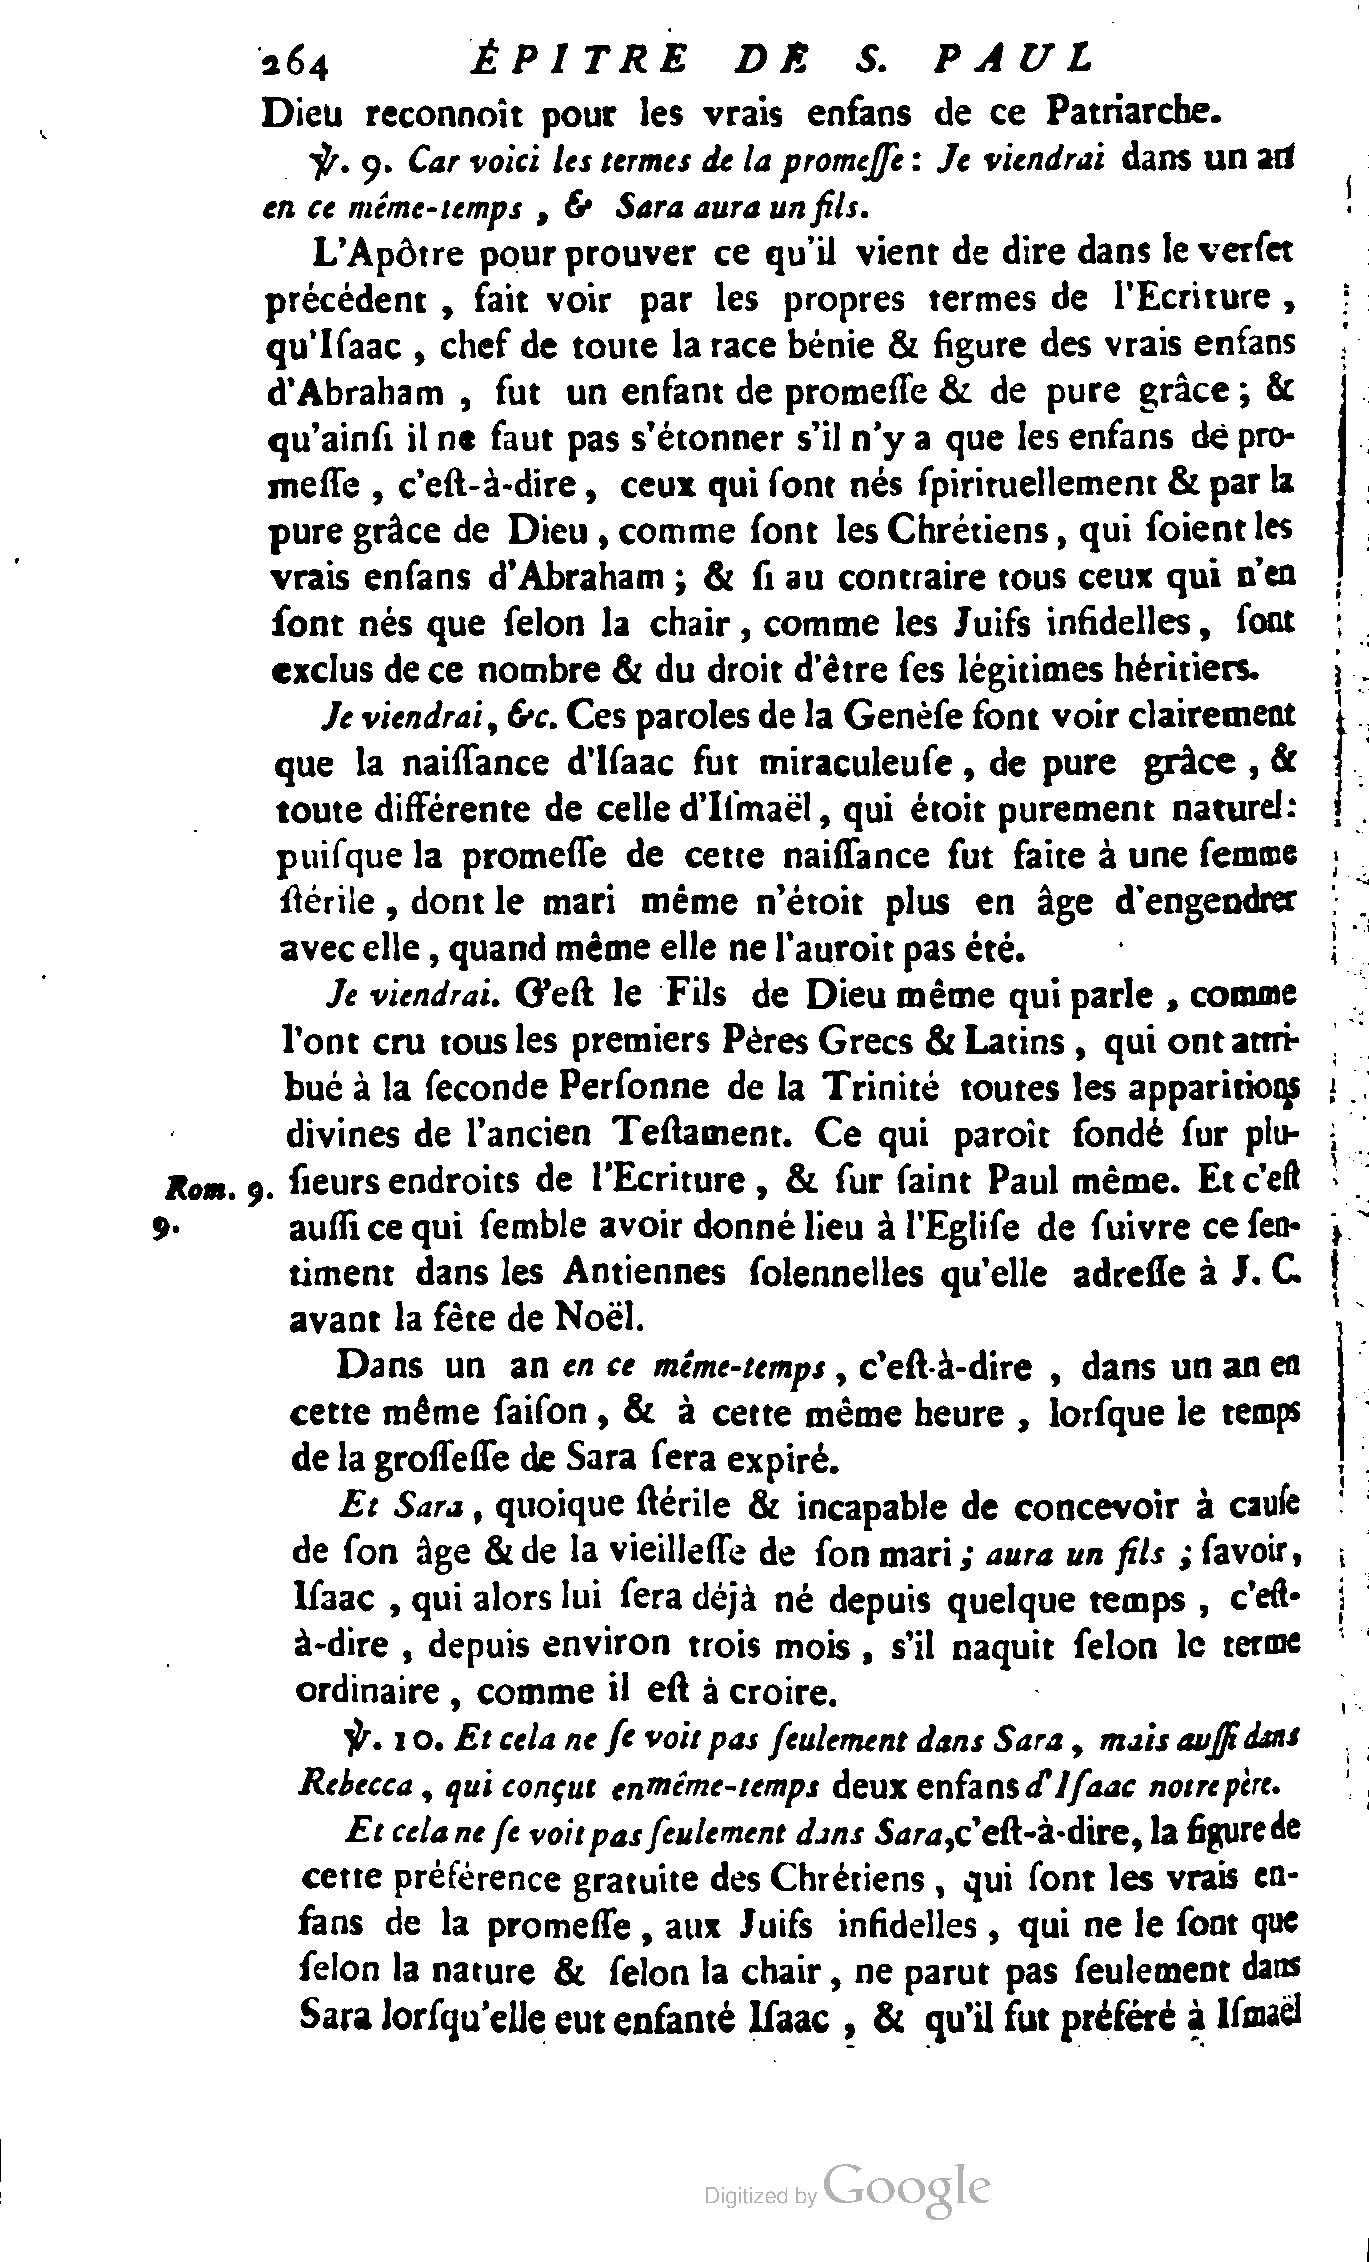 264 ÉPITRE DE S. PAUL
Dieu reconnoît pour les vrais enfans de ce Patriarche.
℣. 9. Car voici les termes de la promeſſe : Je viendrai dans un an
en ce même-temps , & Sara aura un fils.
L'Apôtre pour prouver ce qu'il vient de dire dans le verſet
précédent , fait voir par les propres termes de l'Ecriture ,
qu'Iſaac , chef de toute la race bénie & figure des vrais enfans
d'Abraham , fut un enfant de promeſſe & de pure grâce ; &
qu'ainſi il ne faut pas s'étonner s'il n'y a que les enfans de pro-
meſſe , c'eſt-à-dire , ceux qui ſont nés ſpirituellement & par la
pure grâce de Dieu , comme ſont les Chrétiens , qui ſoient les
vrais enfans d'Abraham ; & ſi au contraire tous ceux qui n'en
ſont nés que ſelon la chair , comme les Juifs infidelles , ſont
exclus de ce nombre & du droit d'être ſes légitimes héritiers.
Je viendrai, &c. Ces paroles de la Genèſe font voir clairement
que la naiſſance d'Iſaac fut miraculeuſe , de pure grâce , &
toute différente de celle d'Iſmaël , qui étoit purement naturel :
puiſque la promeſſe de cette naiſſance fut faite à une femme
ſtérile , dont le mari même n'étoit plus en âge d'engendrer
avec elle , quand même elle ne l'auroit pas été.
Je viendrai. C'eſt le Fils de Dieu même qui parle , comme
l'ont cru tous les premiers Pères Grecs & Latins , qui ont attri-
bué à la ſeconde Perſonne de la Trinité toutes les apparitions
divines de l'ancien Teſtament. Ce qui paroît fondé ſur plu-
Rom. 9. ſieurs endroits de l'Ecriture , & ſur ſaint Paul même. Et c'eſt
9. auſſi ce qui ſemble avoir donné lieu à l'Egliſe de ſuivre ce ſen-
timent dans les Antiennes ſolennelles qu'elle adreſſe à J. C.
avant la fête de Noël.
Dans un an en ce même-temps , c'eſt-à-dire , dans un an en
cette même ſaiſon , & à cette même heure , lorſque le temps
de la groſſeſſe de Sara ſera expiré.
Et Sara , quoique ſtérile & incapable de concevoir à cauſe
de ſon âge & de la vieilleſſe de ſon mari ; aura un fils ; ſavoir,
Iſaac , qui alors lui ſera déjà né depuis quelque temps , c'eſt-
à-dire , depuis environ trois mois , s'il naquit ſelon le terme
ordinaire , comme il eſt à croire.
℣. 10. Et cela ne ſe voit pas ſeulement dans Sara , mais auſſi dans
Rebecca , qui conçut en même-temps deux enfans d'Iſaac notre père.
Et cela ne ſe voit pas ſeulement dans Sara, c'eſt-à-dire, la figure de
cette préférence gratuite des Chrétiens , qui ſont les vrais en-
fans de la promeſſe , aux Juifs infidelles , qui ne le ſont que
ſelon la nature & ſelon la chair , ne parut pas ſeulement dans
Sara lorſqu'elle eut enfanté Iſaac , & qu'il fut préféré à Iſmaël
Digitized by Google